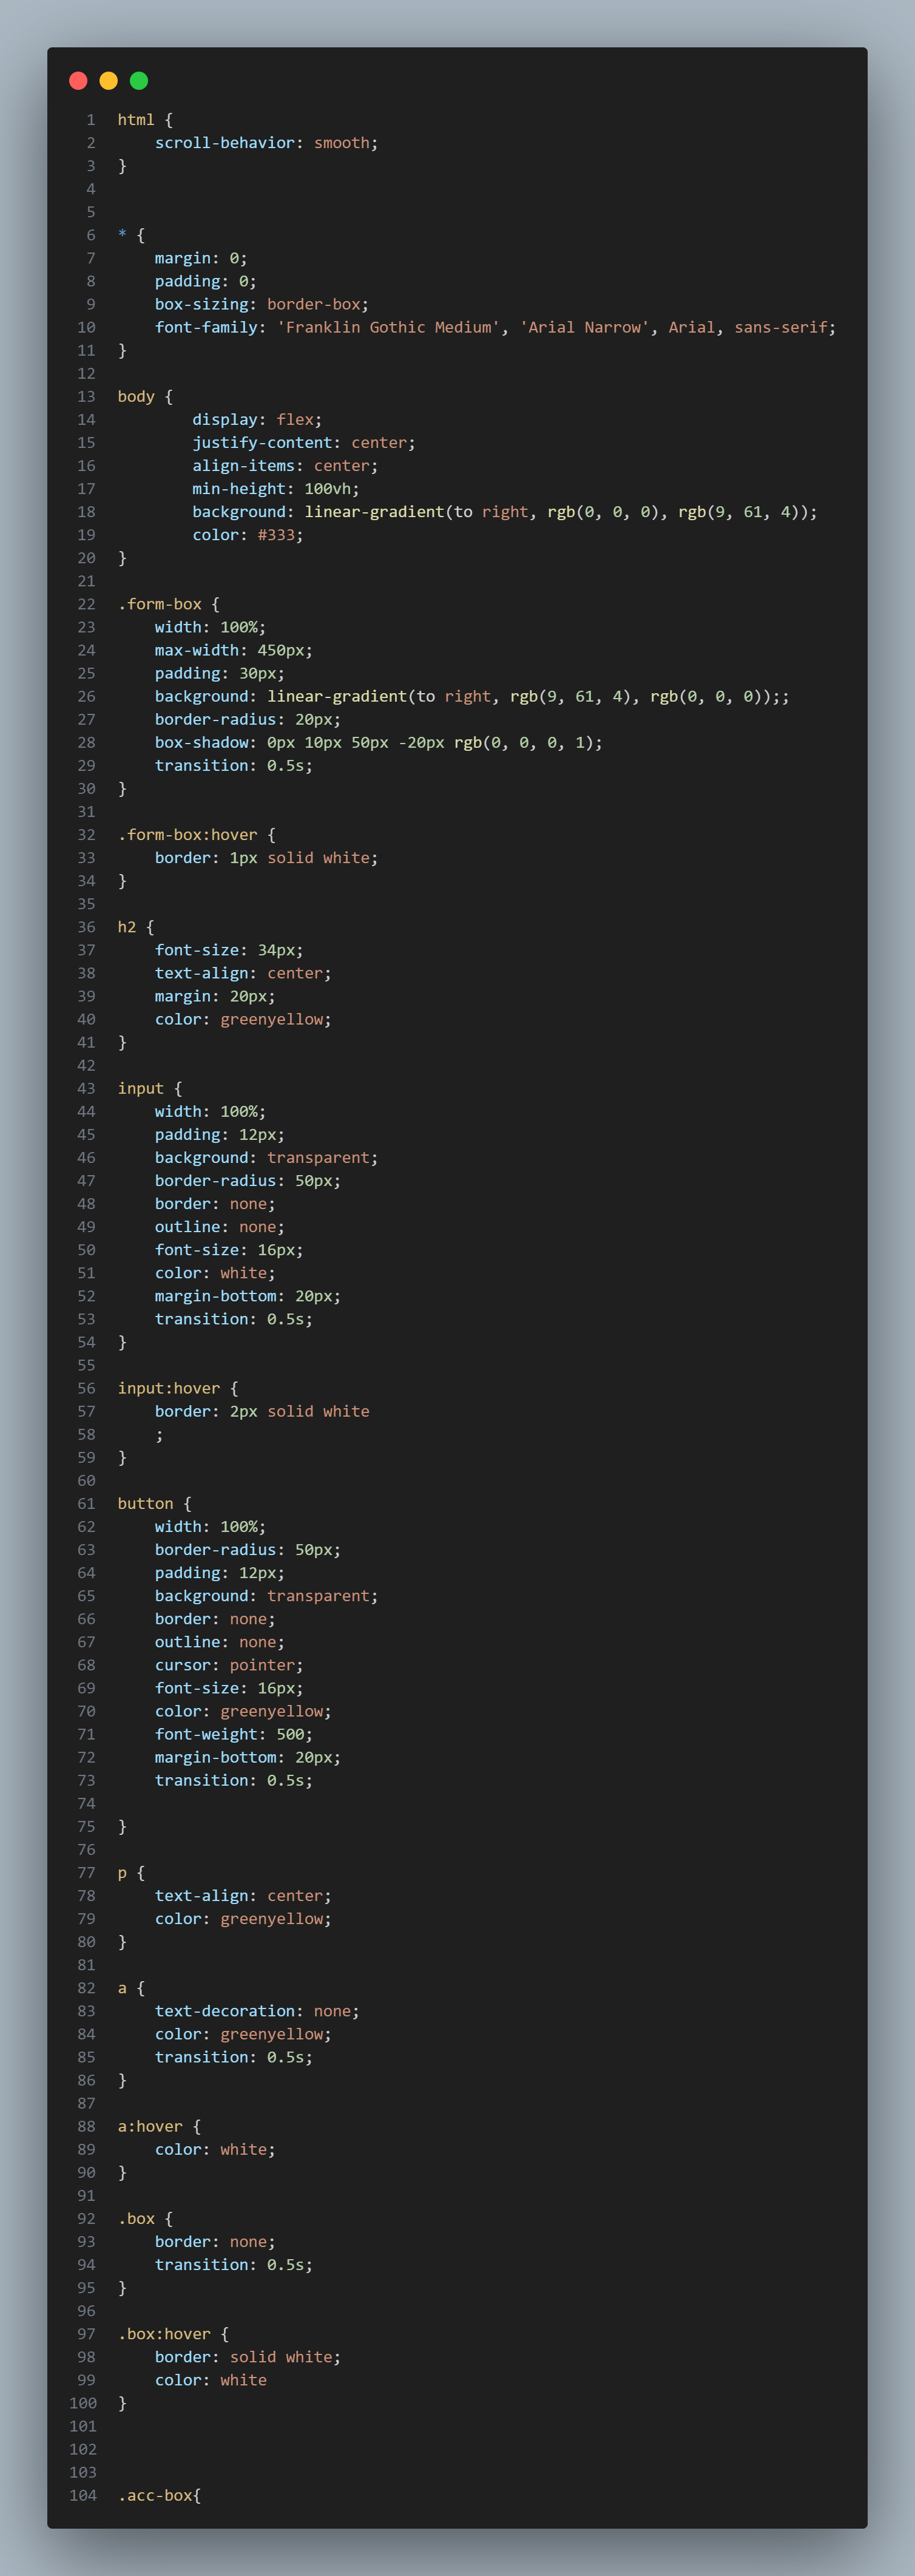 1 html {
2     scroll-behavior: smooth;
3 }
4
5
6 * {
7     margin: 0;
8     padding: 0;
9     box-sizing: border-box;
10     font-family: 'Franklin Gothic Medium', 'Arial Narrow', Arial, sans-serif;
11 }
12
13 body {
14         display: flex;
15         justify-content: center;
16         align-items: center;
17         min-height: 100vh;
18         background: linear-gradient(to right, rgb(0, 0, 0), rgb(9, 61, 4));
19         color: #333;
20 }
21
22 .form-box {
23     width: 100%;
24     max-width: 450px;
25     padding: 30px;
26     background: linear-gradient(to right, rgb(9, 61, 4), rgb(0, 0, 0));;
27     border-radius: 20px;
28     box-shadow: 0px 10px 50px -20px rgb(0, 0, 0, 1);
29     transition: 0.5s;
30 }
31
32 .form-box:hover {
33     border: 1px solid white;
34 }
35
36 h2 {
37     font-size: 34px;
38     text-align: center;
39     margin: 20px;
40     color: greenyellow;
41 }
42
43 input {
44     width: 100%;
45     padding: 12px;
46     background: transparent;
47     border-radius: 50px;
48     border: none;
49     outline: none;
50     font-size: 16px;
51     color: white;
52     margin-bottom: 20px;
53     transition: 0.5s;
54 }
55
56 input:hover {
57     border: 2px solid white
58     ;
59 }
60
61 button {
62     width: 100%;
63     border-radius: 50px;
64     padding: 12px;
65     background: transparent;
66     border: none;
67     outline: none;
68     cursor: pointer;
69     font-size: 16px;
70     color: greenyellow;
71     font-weight: 500;
72     margin-bottom: 20px;
73     transition: 0.5s;
74
75 }
76
77 p {
78     text-align: center;
79     color: greenyellow;
80 }
81
82 a {
83     text-decoration: none;
84     color: greenyellow;
85     transition: 0.5s;
86 }
87
88 a:hover {
89     color: white;
90 }
91
92 .box {
93     border: none;
94     transition: 0.5s;
95 }
96
97 .box:hover {
98     border: solid white;
99     color: white
100 }
101
102
103
104 .acc-box{